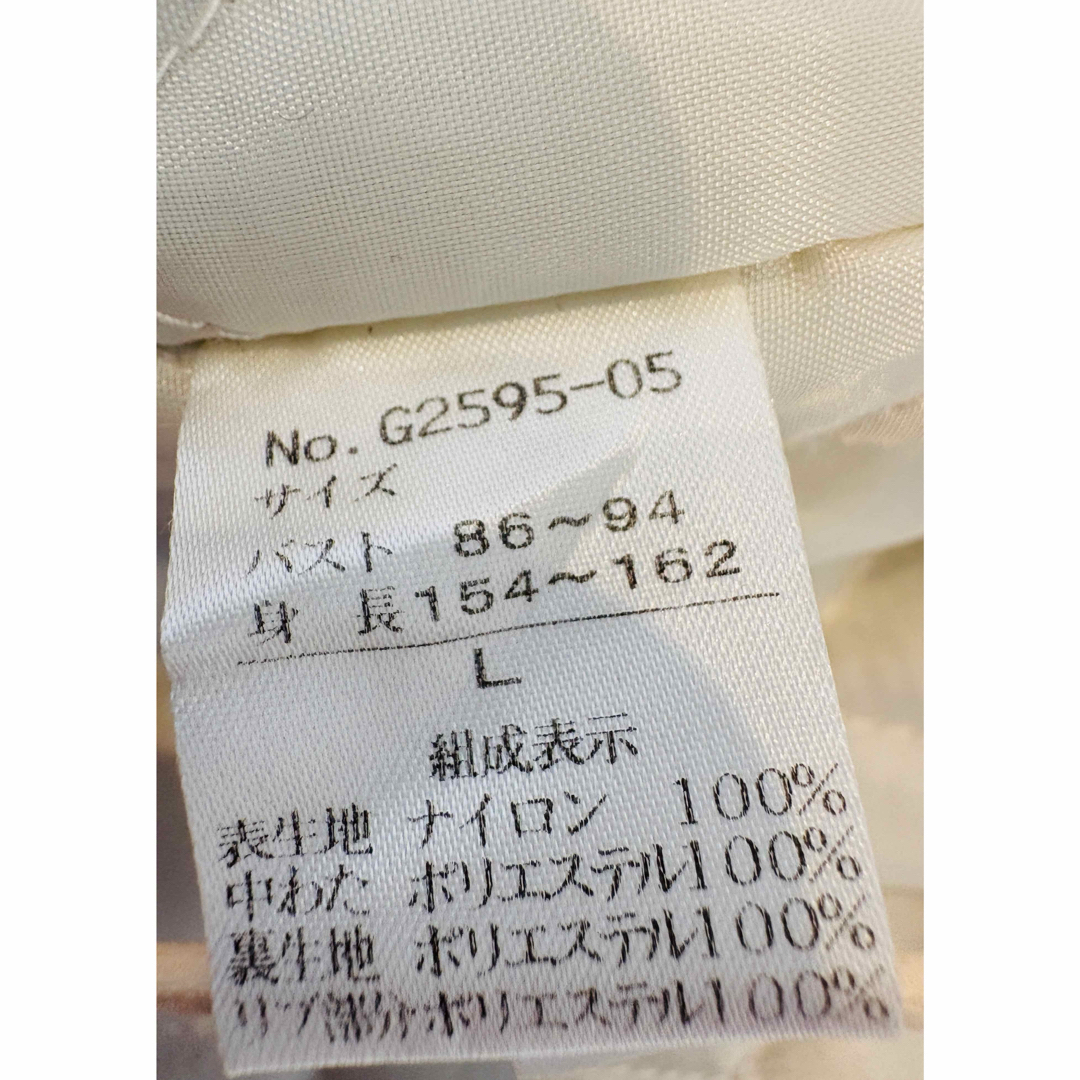 No.G2595-05
サイズ
バスト 86～94
身 長154～162
L
組成表示
表生地 ナイロン 100%
中わた ポリエステル100%
裏生地 ポリエステル100%
リブ部分ポリエステル100%